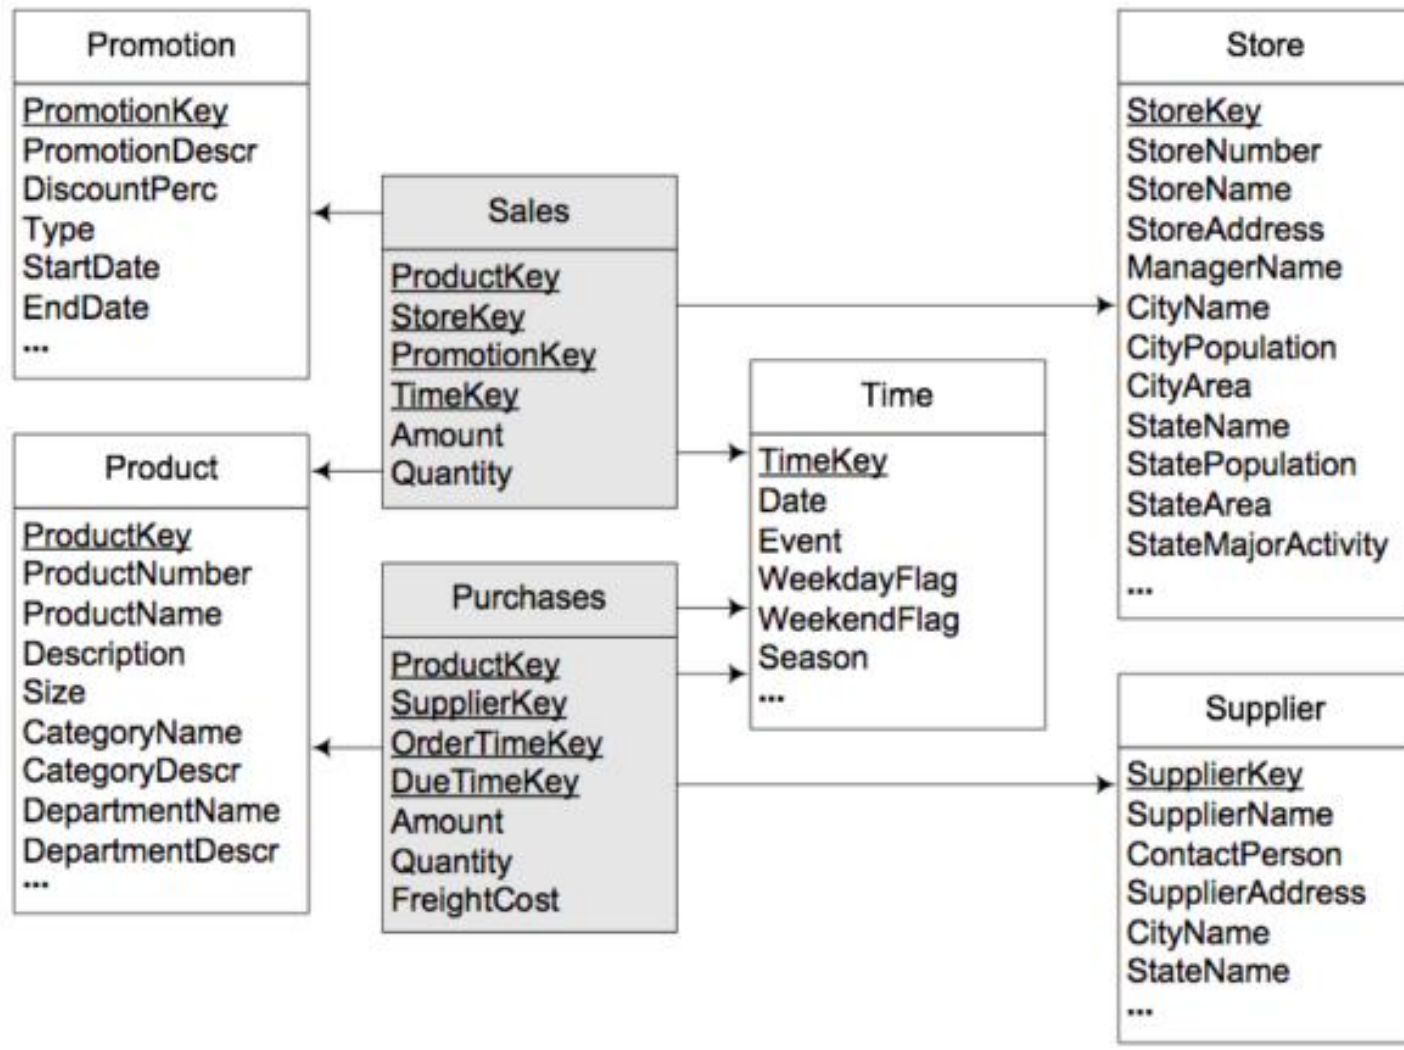 Promotion
PromotionKey
PromotionDescr
DiscountPerc
Type
StartDate
EndDate
...
Product
ProductKey
ProductNumber
ProductName
Description
Size
CategoryName
CategoryDescr
DepartmentName
DepartmentDescr
...
Sales
ProductKey
StoreKey
PromotionKey
TimeKey
Amount
Quantity
Purchases
ProductKey
SupplierKey
OrderTimeKey
DueTimeKey
Amount
Quantity
FreightCost
Time
TimeKey
Date
Event
WeekdayFlag
WeekendFlag
Season
...
Store
StoreKey
StoreNumber
StoreName
StoreAddress
ManagerName
CityName
CityPopulation
CityArea
StateName
StatePopulation
StateArea
StateMajorActivity
...
Supplier
SupplierKey
SupplierName
ContactPerson
SupplierAddress
CityName
StateName
...